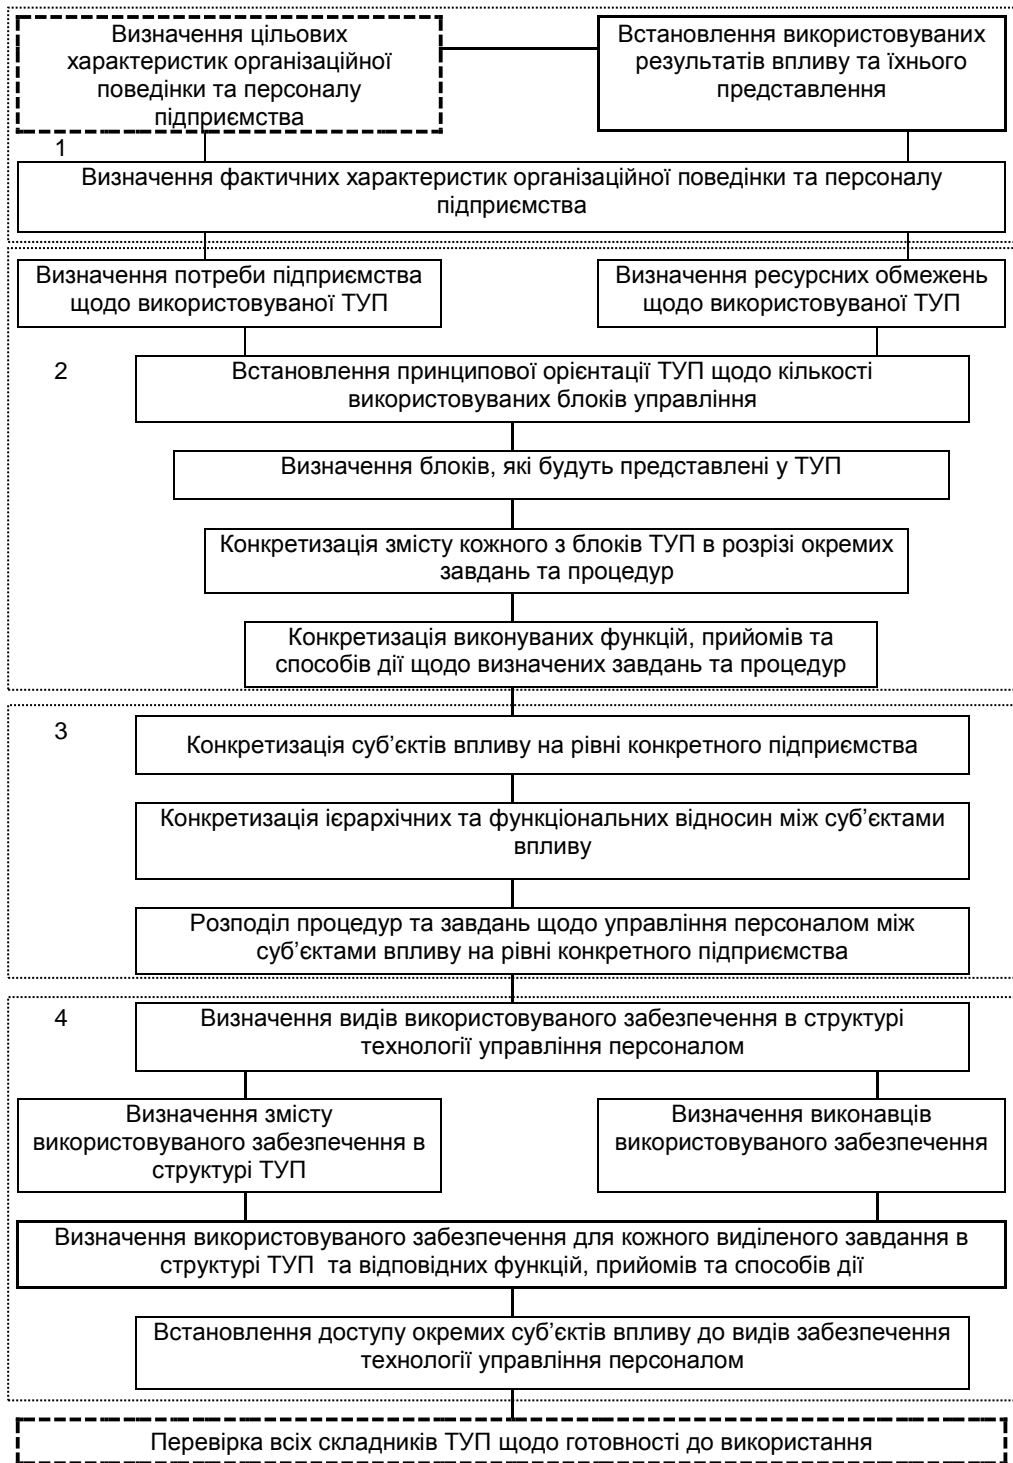 Визначення цільових
характеристик організаційної
поведінки та персоналу
підприємства
Встановлення використовуваних
результатів впливу та їхнього
представлення
1
Визначення фактичних характеристик організаційної поведінки та персоналу
підприємства
Визначення потреби підприємства
щодо використовуваної ТУП
Визначення ресурсних обмежень
щодо використовуваної ТУП
2
Встановлення принципової орієнтації ТУП щодо кількості
використовуваних блоків управління
Визначення блоків, які будуть представлені у ТУП
Конкретизація змісту кожного з блоків ТУП в розрізі окремих
завдань та процедур
Конкретизація виконуваних функцій, прийомів та
способів дії щодо визначених завдань та процедур
3
Конкретизація суб’єктів впливу на рівні конкретного підприємства
Конкретизація ієрархічних та функціональних відносин між суб’єктами
впливу
Розподіл процедур та завдань щодо управління персоналом між
суб’єктами впливу на рівні конкретного підприємства
4
Визначення видів використовуваного забезпечення в структурі
технології управління персоналом
Визначення змісту
використовуваного забезпечення в
структурі ТУП
Визначення виконавців
використовуваного забезпечення
Визначення використовуваного забезпечення для кожного виділеного завдання в
структурі ТУП та відповідних функцій, прийомів та способів дії
Встановлення доступу окремих суб’єктів впливу до видів забезпечення
технології управління персоналом
Перевірка всіх складників ТУП щодо готовності до використання